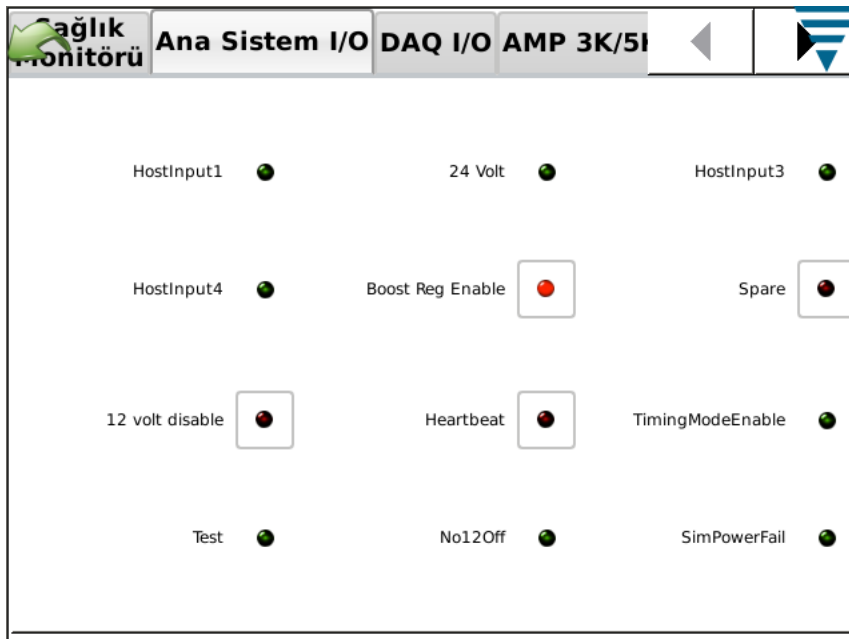 Sağlık
Monitörü
Ana Sistem I/O
DAQ I/O
AMP 3K/5
HostInput1
24 Volt
HostInput3
HostInput4
Boost Reg Enable
Spare
12 volt disable
Heartbeat
TimingModeEnable
Test
No12Off
SimPowerFail